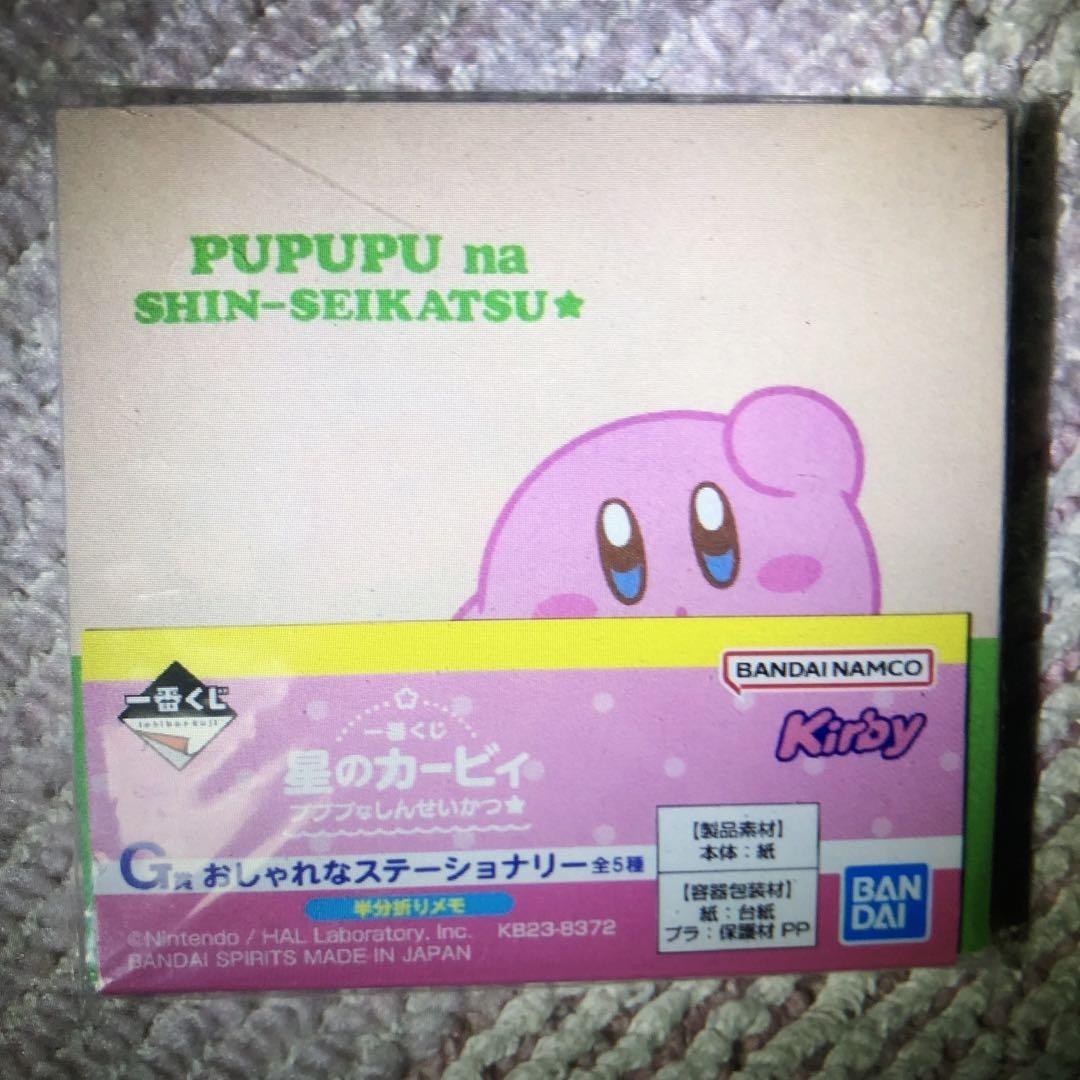 PUPUPU na
SHIN-SEIKATSU★
BANDAI NAMCO
一番くじ
Ichiban Kuji
Kirby
一番くじ
星のカービィ
プププなしんせいかつ★
G賞 おしゃれなステーショナリー 全5種
半分折りメモ
©Nintendo / HAL Laboratory, Inc. KB23-8372
BANDAI SPIRITS MADE IN JAPAN
【製品素材】
本体:紙
【容器包装材】
紙:台紙
プラ:保護材 PP
BAN
DAI